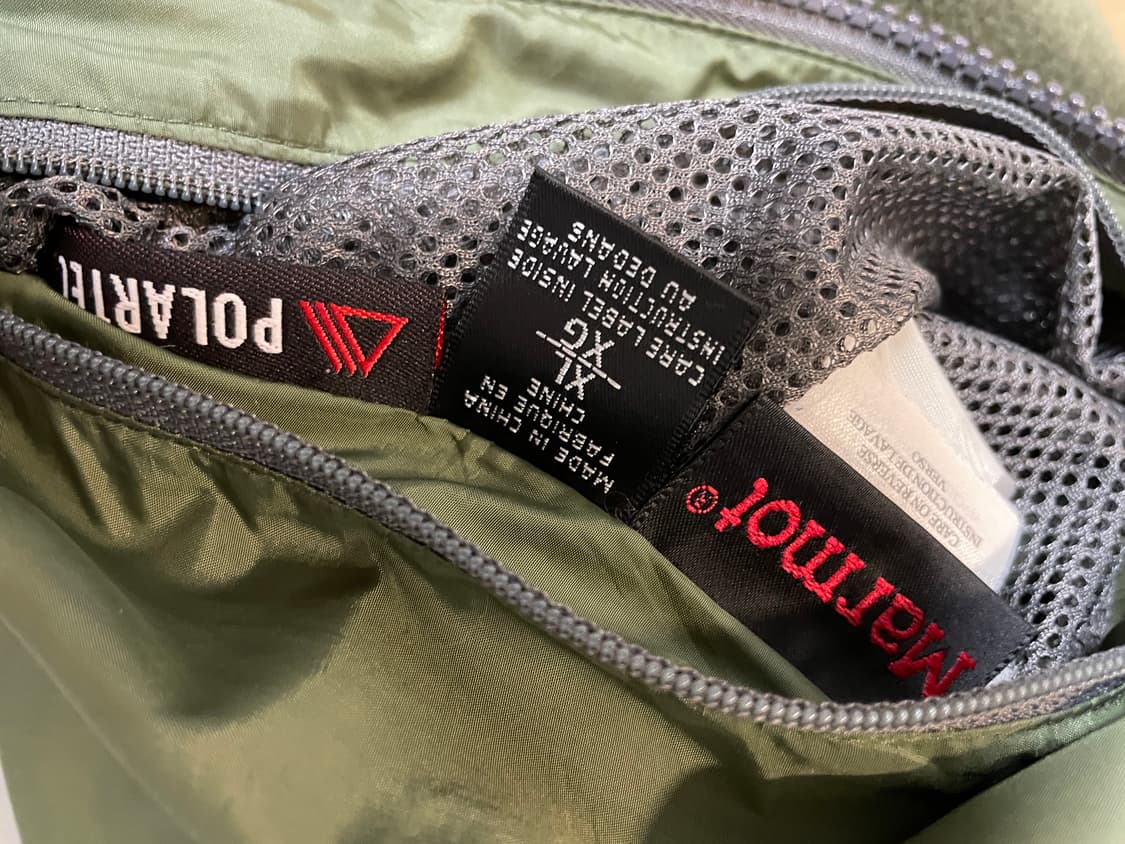 Marmot®
MADE IN CHINA
FABRIQUE EN
CHINE
XL
XG
CARE LABEL INSIDE
INSTRUCTION LAVAGE
AU DEDANS
POLARTEC
CARE ON REVERSE
INSTRUCTION DE LAVAGE
VERSO